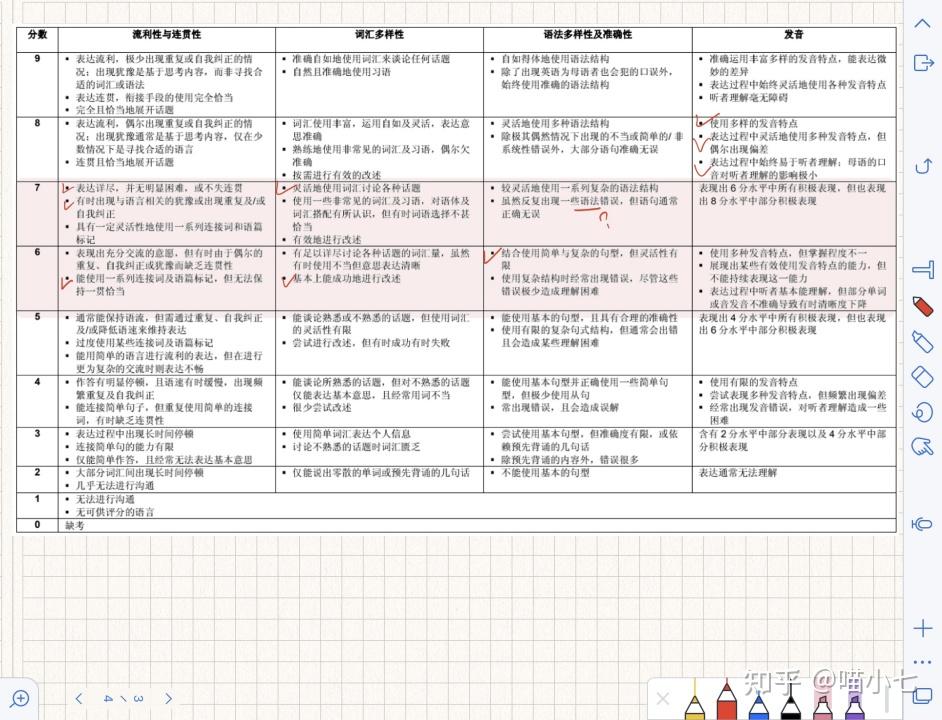 分数 流利性与连贯性 词汇多样性 语法多样性及准确性 发音
9
▪ 表达流利，极少出现重复或自我纠正的情
况；出现犹豫是基于思考内容，而非寻找合
适的词汇或语法
▪ 表达连贯，衔接手段的使用完全恰当
▪ 完全且恰当地展开话题
▪ 准确自如地使用词汇来谈论任何话题
▪ 自然且准确地使用习语
▪ 自如得体地使用语法结构
▪ 除了出现英语为母语者也会犯的口误外，
始终使用准确的语法结构
▪ 准确运用丰富多样的发音特点，能表达微
妙的差异
▪ 表达过程中始终灵活地使用各种发音特点
▪ 听者理解毫无障碍
8
▪ 表达流利，偶尔出现重复或自我纠正的情
况；出现犹豫通常是基于思考内容，仅在少
数情况下是寻找合适的语言
▪ 连贯且恰当地展开话题
▪ 词汇使用丰富，运用自如及灵活，表达意
思准确
▪ 熟练地使用非常见的词汇及习语，偶尔欠
准确
▪ 按需进行有效的改述
▪ 灵活地使用多种语法结构
▪ 除极其偶然情况下出现的不当或简单的/ 非
系统性错误外，大部分语句准确无误
▪ 使用多样的发音特点
▪ 表达过程中灵活地使用多种发音特点，但
偶尔出现偏差
▪ 表达过程中始终易于听者理解；母语的口
音对听者理解的影响极小
7
▪ 表达详尽，并无明显困难，或不失连贯
▪ 有时出现与语言相关的犹豫或出现重复及/或
自我纠正
▪ 具有一定灵活性地使用一系列连接词和语篇
标记
▪ 灵活地使用词汇讨论各种话题
▪ 使用一些非常见的词汇及习语，对语体及
词汇搭配有所认识，但有时词语选择不甚
恰当
▪ 有效地进行改述
▪ 较灵活地使用一系列复杂的语法结构
▪ 虽然反复出现一些语法错误，但语句通常
正确无误
表现出 6 分水平中所有积极表现，但也表现
出 8 分水平中部分积极表现
6
▪ 表现出充分交流的意愿，但有时由于偶尔的
重复、自我纠正或犹豫而缺乏连贯性
▪ 能使用一系列连接词及语篇标记，但无法保
持一贯恰当
▪ 有足以详尽讨论各种话题的词汇量，虽然
有时使用不当但意思表达清晰
▪ 基本上能成功地进行改述
▪ 结合使用简单与复杂的句型，但灵活性有
限
▪ 使用复杂结构时经常出现错误，尽管这些
错误极少造成理解困难
▪ 使用多种发音特点，但掌握程度不一
▪ 展现出某些有效使用发音特点的能力，但
不能持续表现这一能力
▪ 表达过程中听者基本能理解，但部分单词
或音发音不准确导致有时清晰度下降
5
▪ 通常能保持语流，但需通过重复、自我纠正
及/或降低语速来维持表达
▪ 过度使用某些连接词及语篇标记
▪ 能用简单的语言进行流利的表达，但在进行
更为复杂的交流时则表达不畅
▪ 能谈论熟悉或不熟悉的话题，但使用词汇
的灵活性有限
▪ 尝试进行改述，但有时成功有时失败
▪ 能使用基本的句型，且具有合理的准确性
▪ 使用有限的复杂句式结构，但通常会出错
且会造成某些理解困难
表现出 4 分水平中所有积极表现，但也表现出
6 分水平中部分积极表现
4
▪ 作答有明显停顿，且语速有时缓慢，出现频
繁重复及自我纠正
▪ 能连接简单句子，但重复使用简单的连接
词，有时缺乏连贯性
▪ 能谈论所熟悉的话题，但对不熟悉的话题
仅能表达基本意思，且经常用词不当
▪ 很少尝试改述
▪ 能使用基本句型并正确使用一些简单句
型，但极少使用从句
▪ 常出现错误，且会造成误解
▪ 使用有限的发音特点
▪ 尝试表现多种发音特点，但频繁出现偏差
▪ 经常出现发音错误，对听者理解造成一些
困难
3
▪ 表达过程中出现长时间停顿
▪ 连接简单句的能力有限
▪ 仅能简单作答，且经常无法表达基本意思
▪ 使用简单词汇表达个人信息
▪ 讨论不熟悉的话题时词汇匮乏
▪ 尝试使用基本句型，但准确度有限，或依
赖预先背诵的几句话
▪ 除预先背诵的内容外，错误很多
含有 2 分水平中部分表现以及 4 分水平中部
分积极表现
2
▪ 大部分词汇间出现长时间停顿
▪ 几乎无法进行沟通
▪ 仅能说出零散的单词或预先背诵的几句话
▪ 不能使用基本的句型
表达通常无法理解
1
▪ 无法进行沟通
▪ 无可供评分的语言
0 缺考
4 / 3
知乎 @喵小七